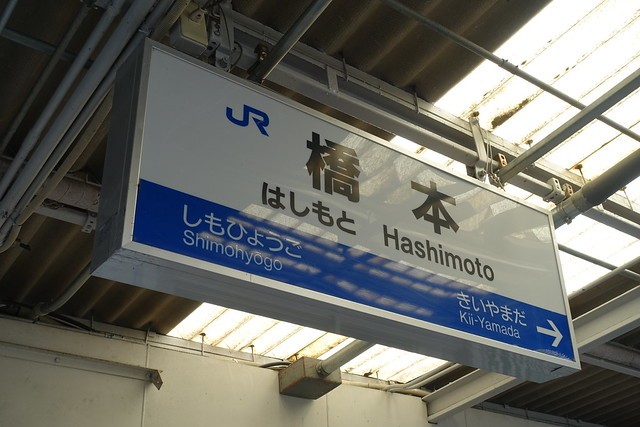 JR
橋本
はしもと Hashimoto
しもひょうご
Shimohyogo
きいやまだ
Kii-Yamada
→